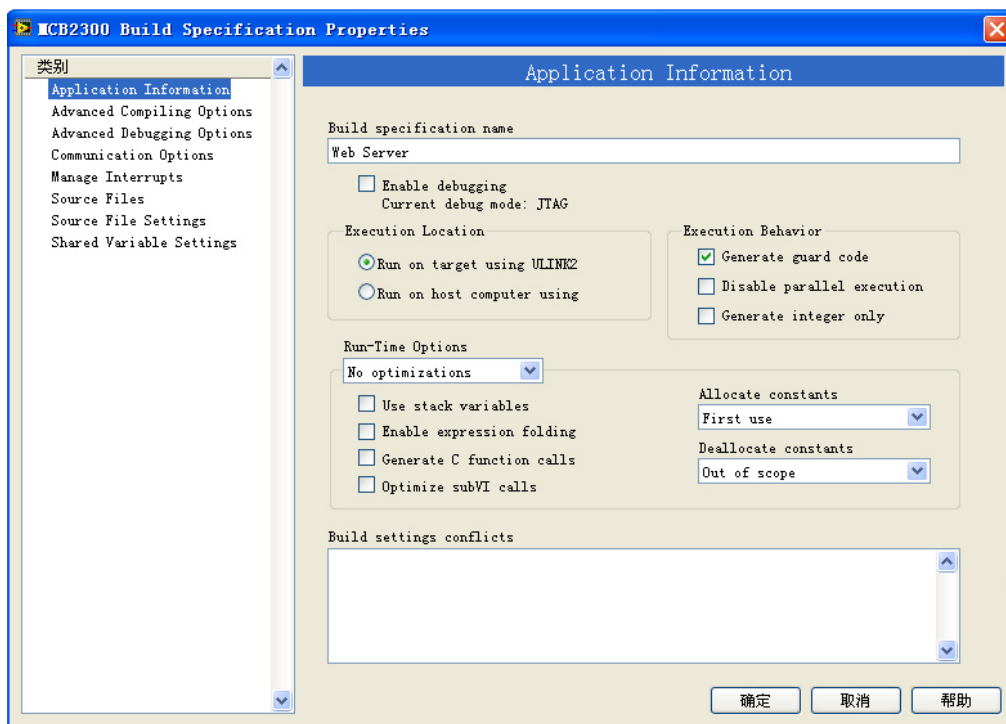 MCB2300 Build Specification Properties
类别
Application Information
Advanced Compiling Options
Advanced Debugging Options
Communication Options
Manage Interrupts
Source Files
Source File Settings
Shared Variable Settings
Application Information
Build specification name
Web Server
Enable debugging
Current debug mode: JTAG
Execution Location
Run on target using ULINK2
Run on host computer using
Execution Behavior
Generate guard code
Disable parallel execution
Generate integer only
Run-Time Options
No optimizations
Use stack variables
Enable expression folding
Generate C function calls
Optimize subVI calls
Allocate constants
First use
Deallocate constants
Out of scope
Build settings conflicts
确定 取消 帮助